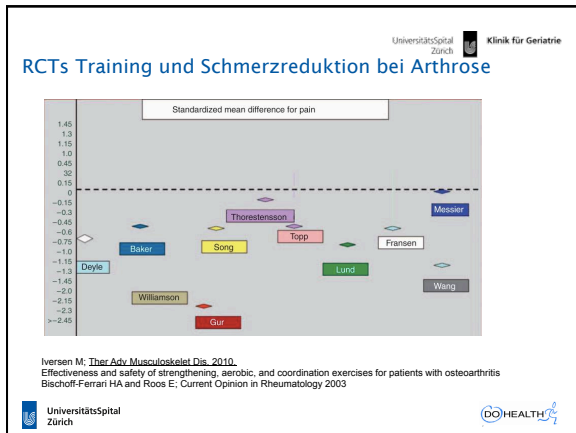 UniversitätsSpital
Zürich
Klinik für Geriatrie
RCTs Training und Schmerzreduktion bei Arthrose
Standardized mean difference for pain
1.45
1.3
1.15
1.0
0.45
32
0.15
0
−0.15
−0.3
−0.45
−0.6
−0.75
−1.0
−1.15
−1.3
−1.45
−2.0
−2.15
−2.3
>−2.45
Deyle
Baker
Williamson
Song
Gur
Thorestensson
Topp
Lund
Fransen
Messier
Wang
Iversen M; Ther Adv Musculoskelet Dis. 2010.
Effectiveness and safety of strengthening, aerobic, and coordination exercises for patients with osteoarthritis
Bischoff-Ferrari HA and Roos E; Current Opinion in Rheumatology 2003
UniversitätsSpital
Zürich
DO HEALTH